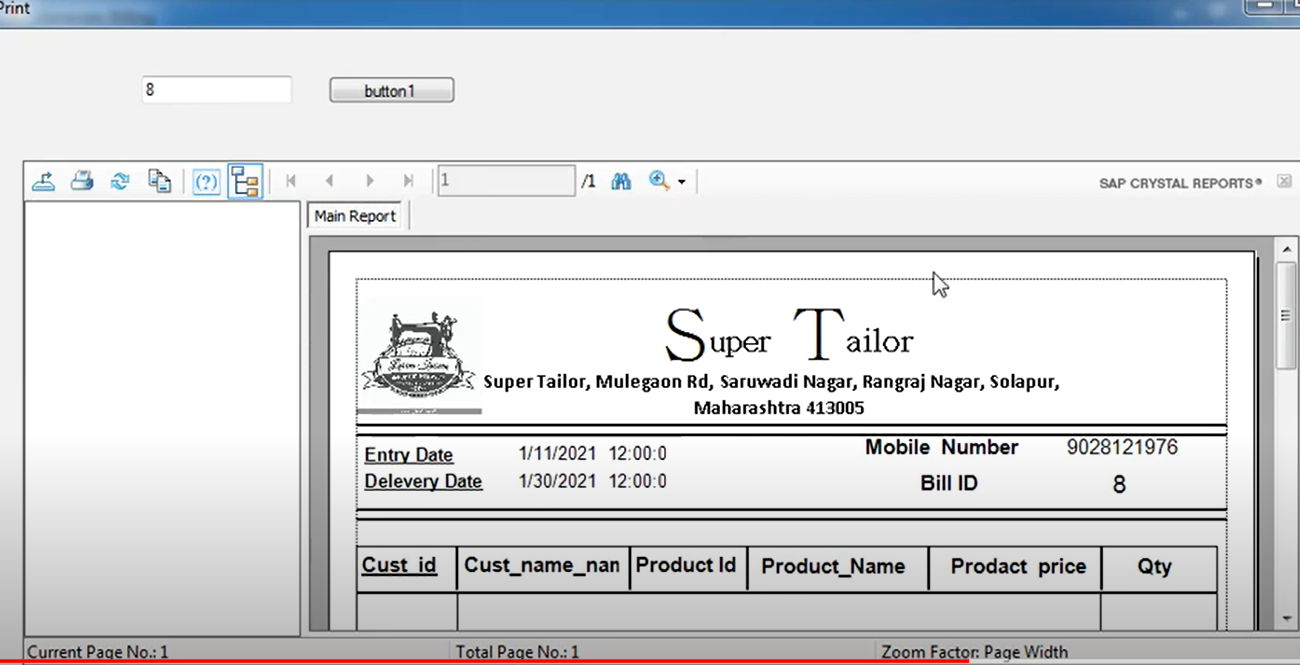 Print
8 button1
1 /1 SAP CRYSTAL REPORTS®
Main Report
Super Tailor
Super Tailor, Mulegaon Rd, Saruwadi Nagar, Rangraj Nagar, Solapur,
Maharashtra 413005
Entry Date 1/11/2021 12:00:0 Mobile Number 9028121976
Delevery Date 1/30/2021 12:00:0 Bill ID 8
Cust_id Cust_name_nan Product Id Product_Name Prodact price Qty
Current Page No.: 1 Total Page No.: 1 Zoom Factor: Page Width